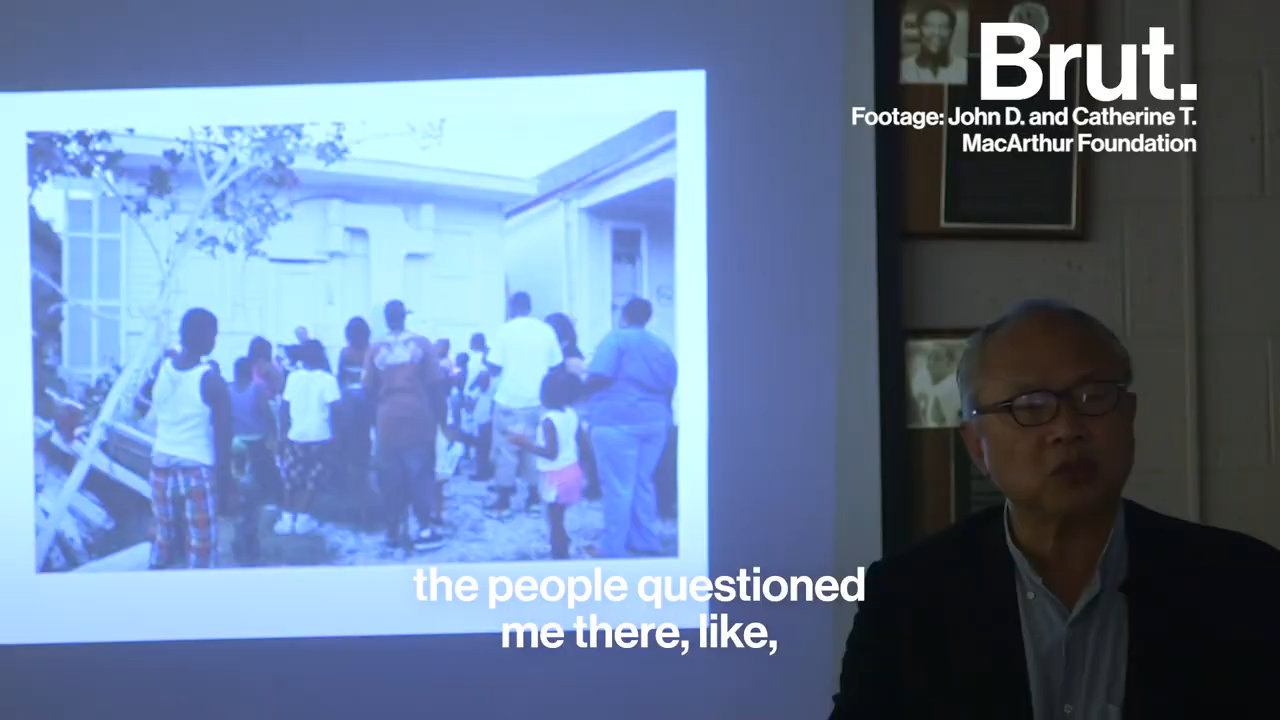 Brut.
Footage: John D. and Catherine T.
MacArthur Foundation
the people questioned
me there, like,